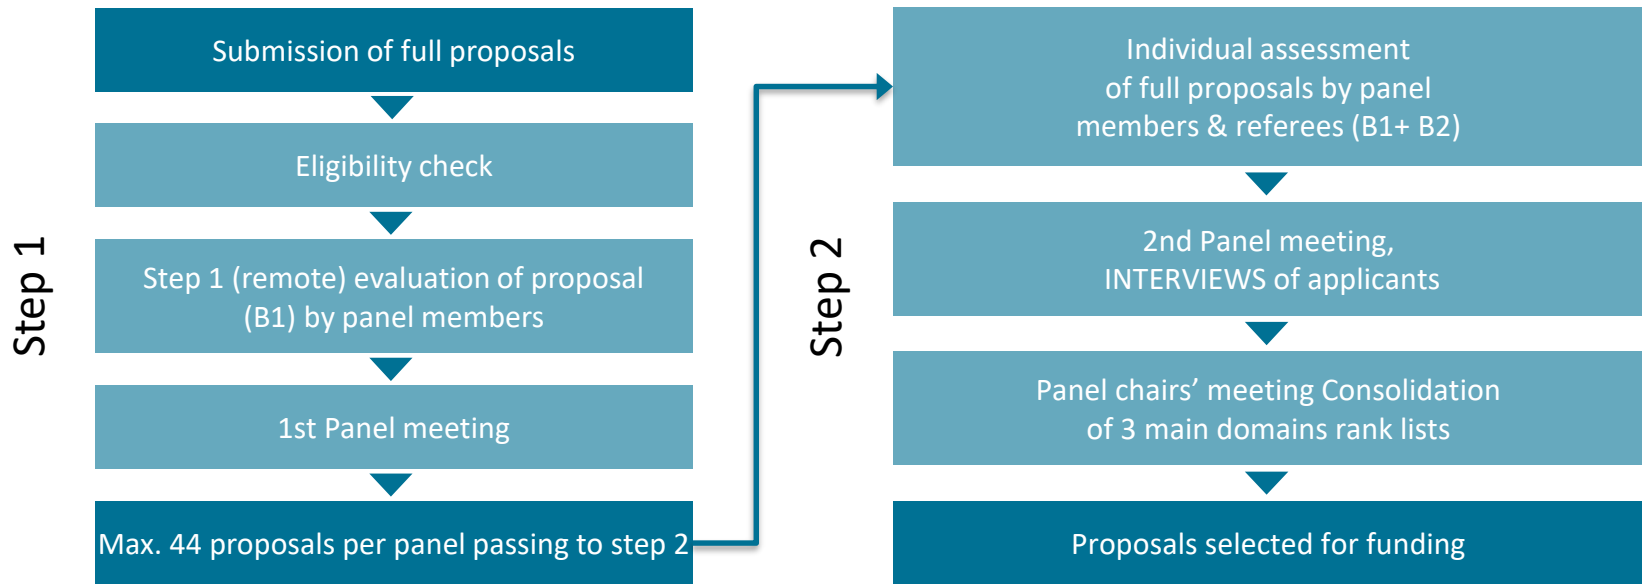 Step 1
Submission of full proposals
Eligibility check
Step 1 (remote) evaluation of proposal
(B1) by panel members
1st Panel meeting
Max. 44 proposals per panel passing to step 2
Step 2
Individual assessment
of full proposals by panel
members & referees (B1+ B2)
2nd Panel meeting,
INTERVIEWS of applicants
Panel chairs’ meeting Consolidation
of 3 main domains rank lists
Proposals selected for funding